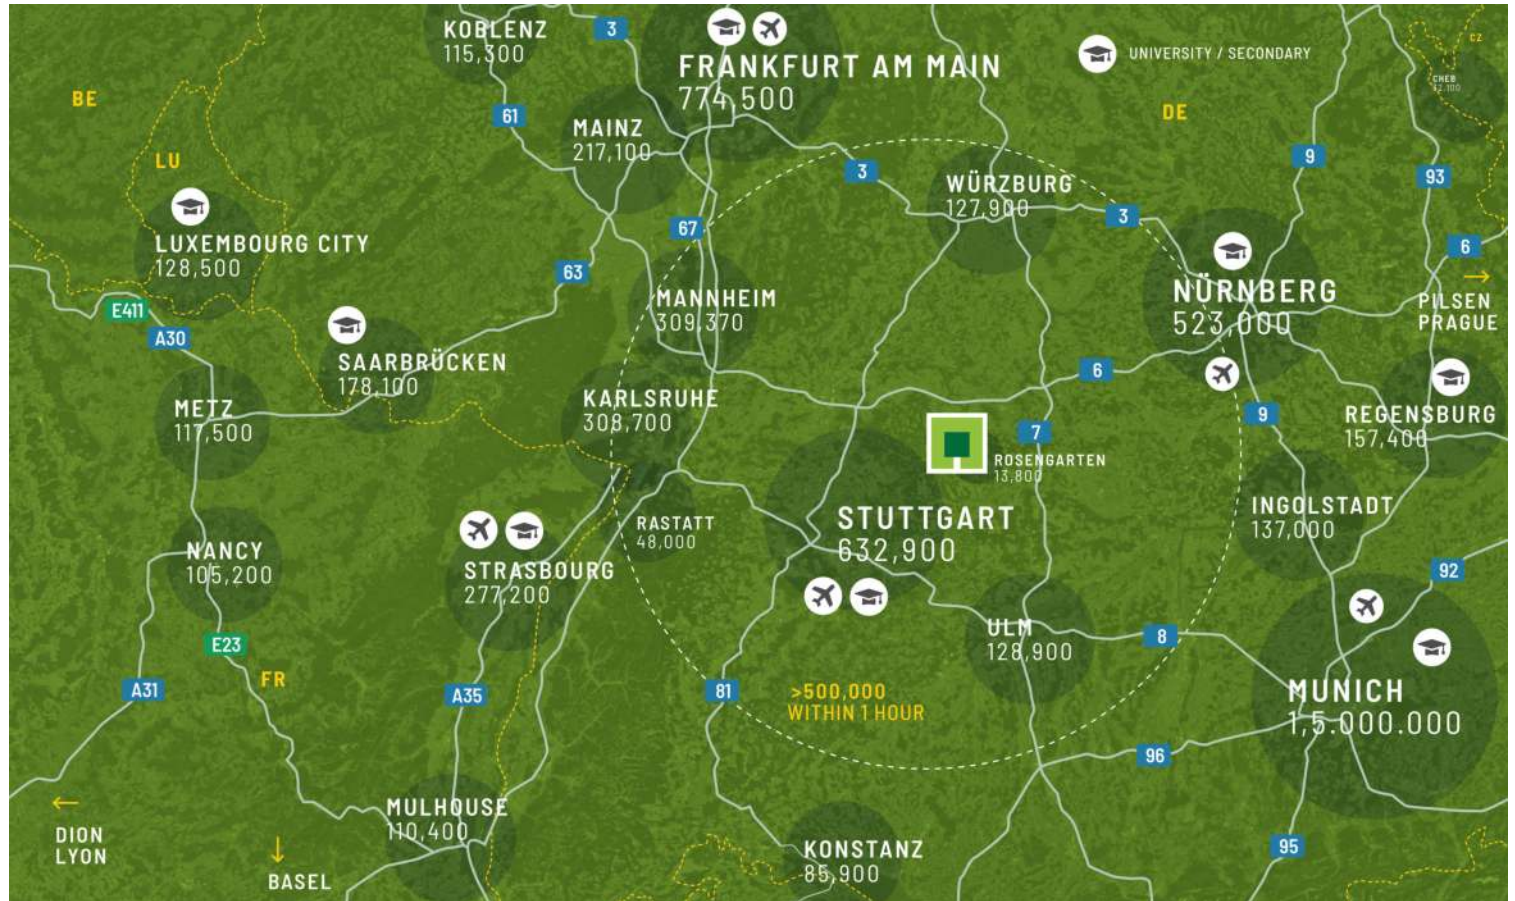 KOBLENZ
115,300
3
FRANKFURT AM MAIN
774,500
UNIVERSITY / SECONDARY
CZ
CHEB
32.100
BE
61
MAINZ
217,100
DE
LU
3
9
93
WÜRZBURG
127,900
3
67
6
LUXEMBOURG CITY
128,500
63
NÜRNBERG
523,000
PILSEN
PRAGUE
E411
A30
MANNHEIM
309,370
SAARBRÜCKEN
178,100
6
KARLSRUHE
308,700
METZ
117,500
9
REGENSBURG
157,400
7
ROSENGARTEN
13,800
INGOLSTADT
137,000
RASTATT
48,000
STUTTGART
632,900
NANCY
105,200
STRASBOURG
277,200
92
E23
ULM
128,900
8
FR
A31
A35
81
>500,000
WITHIN 1 HOUR
MUNICH
1,5.000.000
96
MULHOUSE
110,400
DION
LYON
BASEL
KONSTANZ
85,900
95